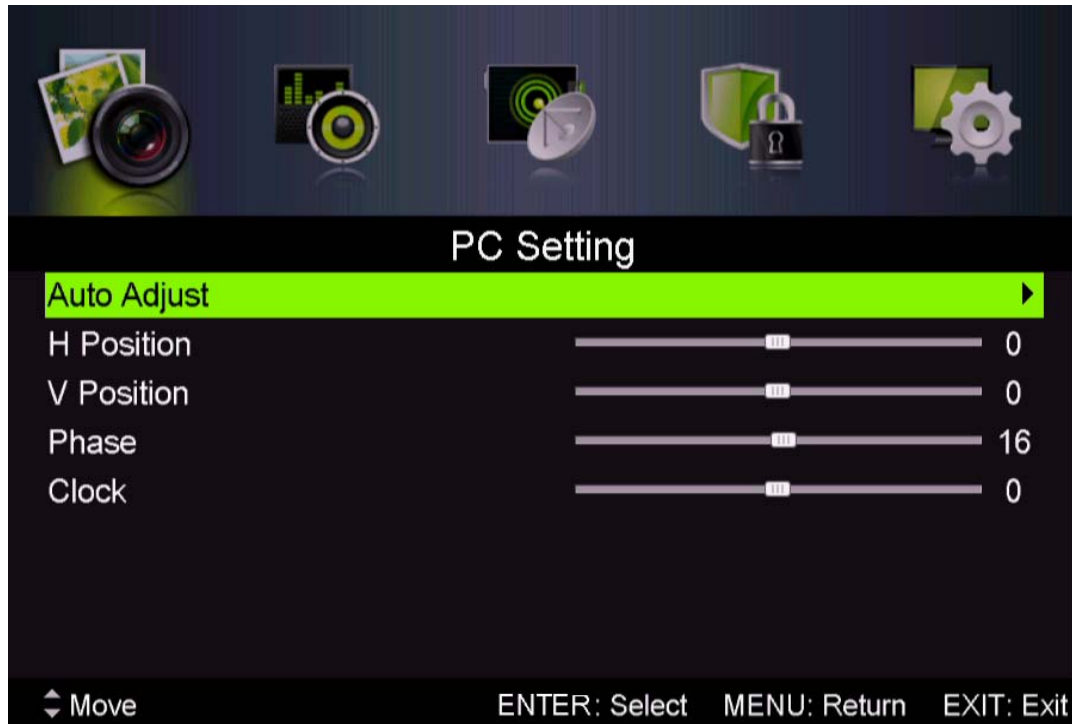 PC Setting
Auto Adjust
H Position 0
V Position 0
Phase 16
Clock 0
Move ENTER: Select MENU: Return EXIT: Exit